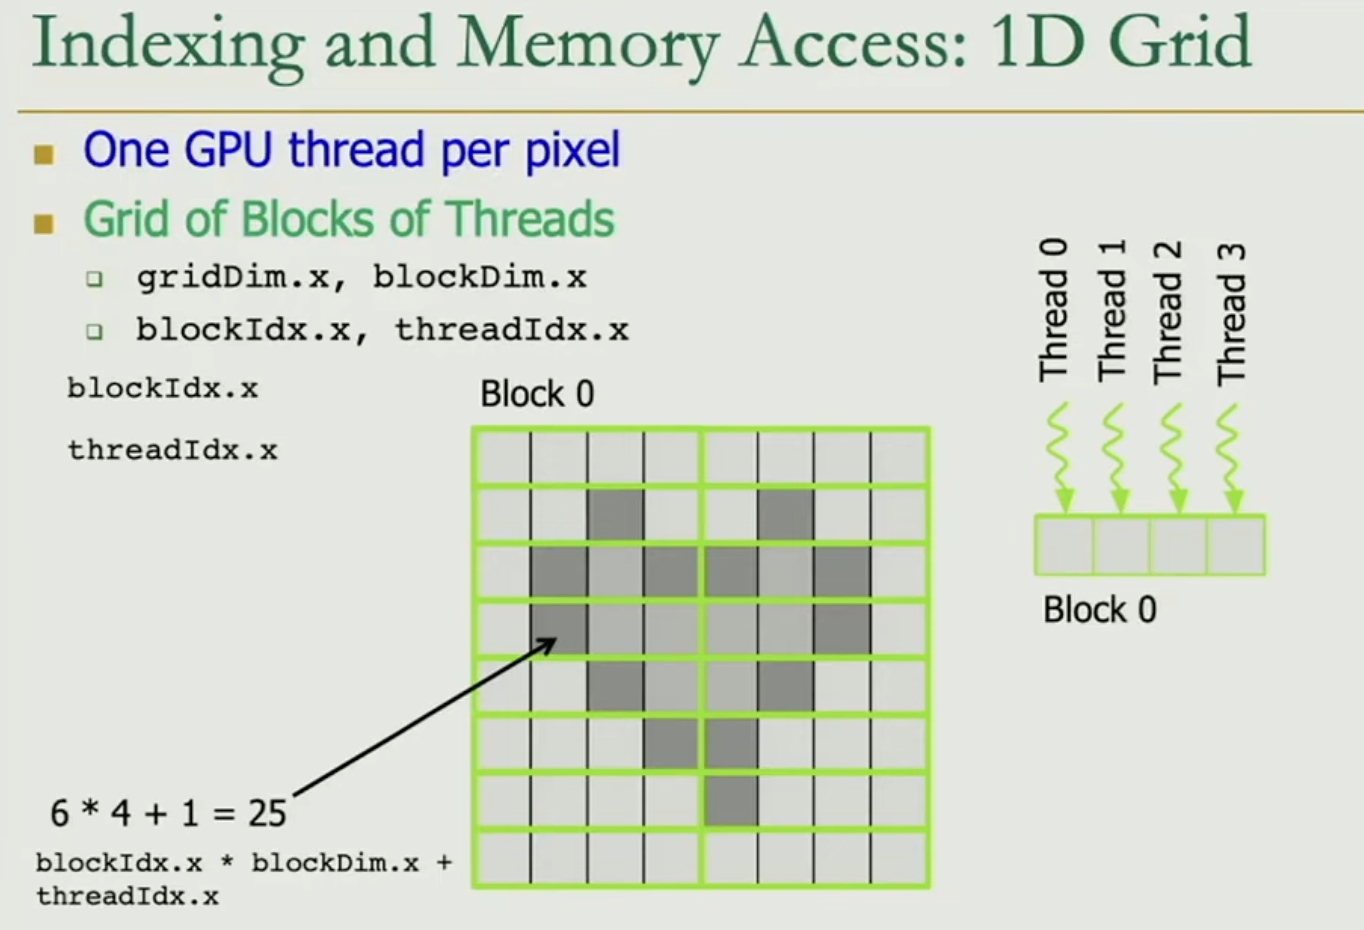 Indexing and Memory Access: 1D Grid
One GPU thread per pixel
Grid of Blocks of Threads
gridDim.x, blockDim.x
blockIdx.x, threadIdx.x
blockIdx.x
threadIdx.x
Block 0
6 * 4 + 1 = 25
blockIdx.x * blockDim.x +
threadIdx.x
Thread 0
Thread 1
Thread 2
Thread 3
Block 0